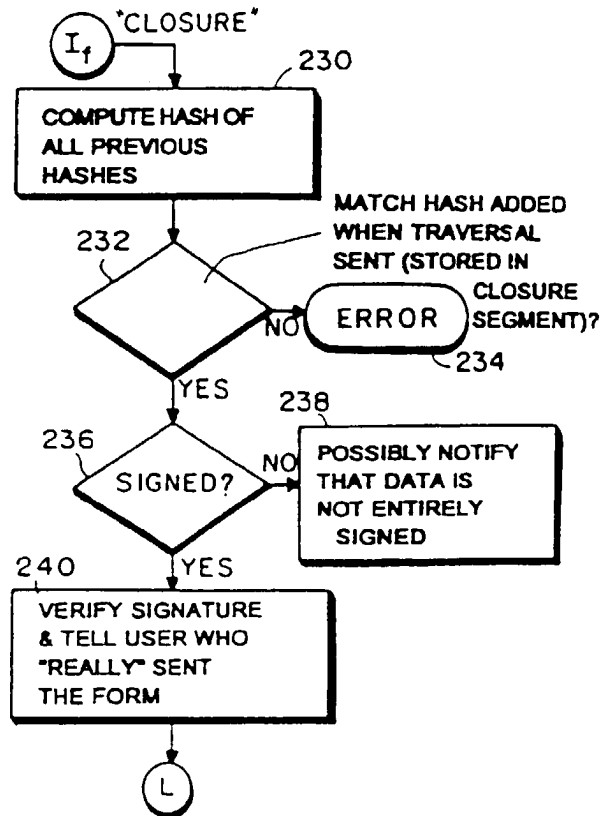 "CLOSURE"
If
230
COMPUTE HASH OF
ALL PREVIOUS
HASHES
232
MATCH HASH ADDED
WHEN TRAVERSAL
SENT (STORED IN
CLOSURE
SEGMENT)?
NO
ERROR
234
YES
236
238
SIGNED?
NO
POSSIBLY NOTIFY
THAT DATA IS
NOT ENTIRELY
SIGNED
YES
240
VERIFY SIGNATURE
& TELL USER WHO
"REALLY" SENT
THE FORM
L